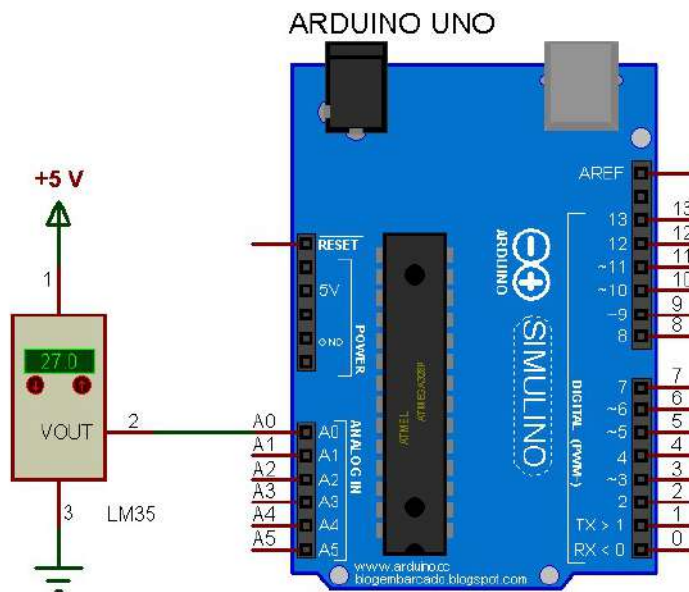 ARDUINO UNO
+5 V
1
27.0
VOUT
2
3
LM35
RESET
5V
GND
POWER
A0
A1
A2
A3
A4
A5
A0
A1
A2
A3
A4
A5
ANALOG IN
ATMEL
ATMEGA328P
ARDUINO
SIMULINO
www.arduino.cc
blogembarcado.blogspot.com
AREF
13
12
~11
~10
~9
8
7
~6
~5
4
~3
2
TX > 1
RX < 0
DIGITAL (PWM~)
13
12
11
10
9
8
7
6
5
4
3
2
1
0